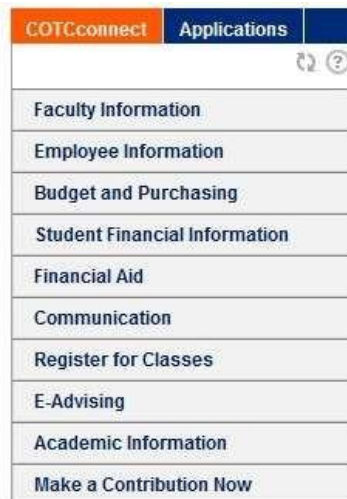 COTCconnect Applications
?
Faculty Information
Employee Information
Budget and Purchasing
Student Financial Information
Financial Aid
Communication
Register for Classes
E-Advising
Academic Information
Make a Contribution Now